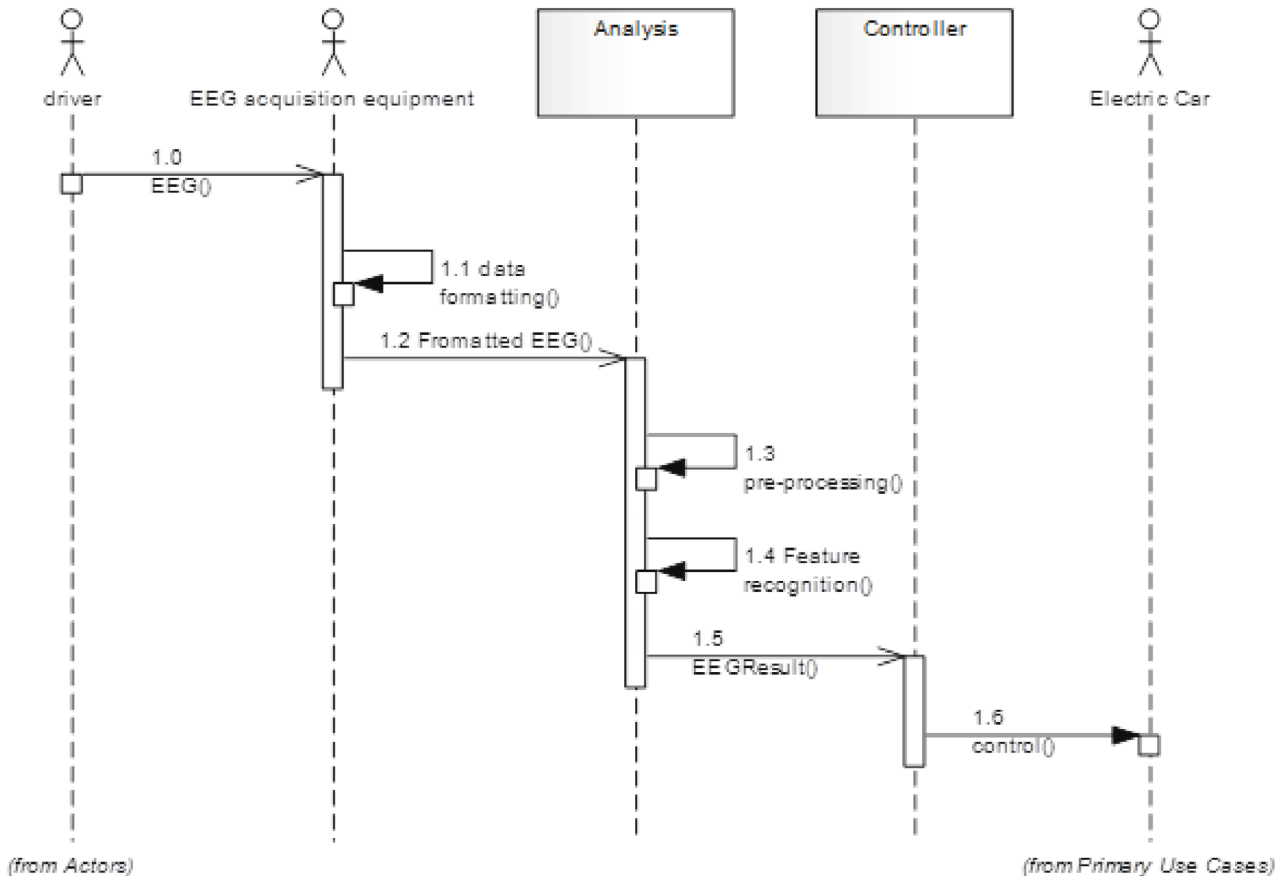 driver
EEG acquisition equipment
Analysis
Controller
Electric Car
1.0
EEG()
1.1 data
formatting()
1.2 Fromatted EEG()
1.3
pre-processing()
1.4 Feature
recognition()
1.5
EEGResult()
1.6
control()
(from Actors)
(from Primary Use Cases)